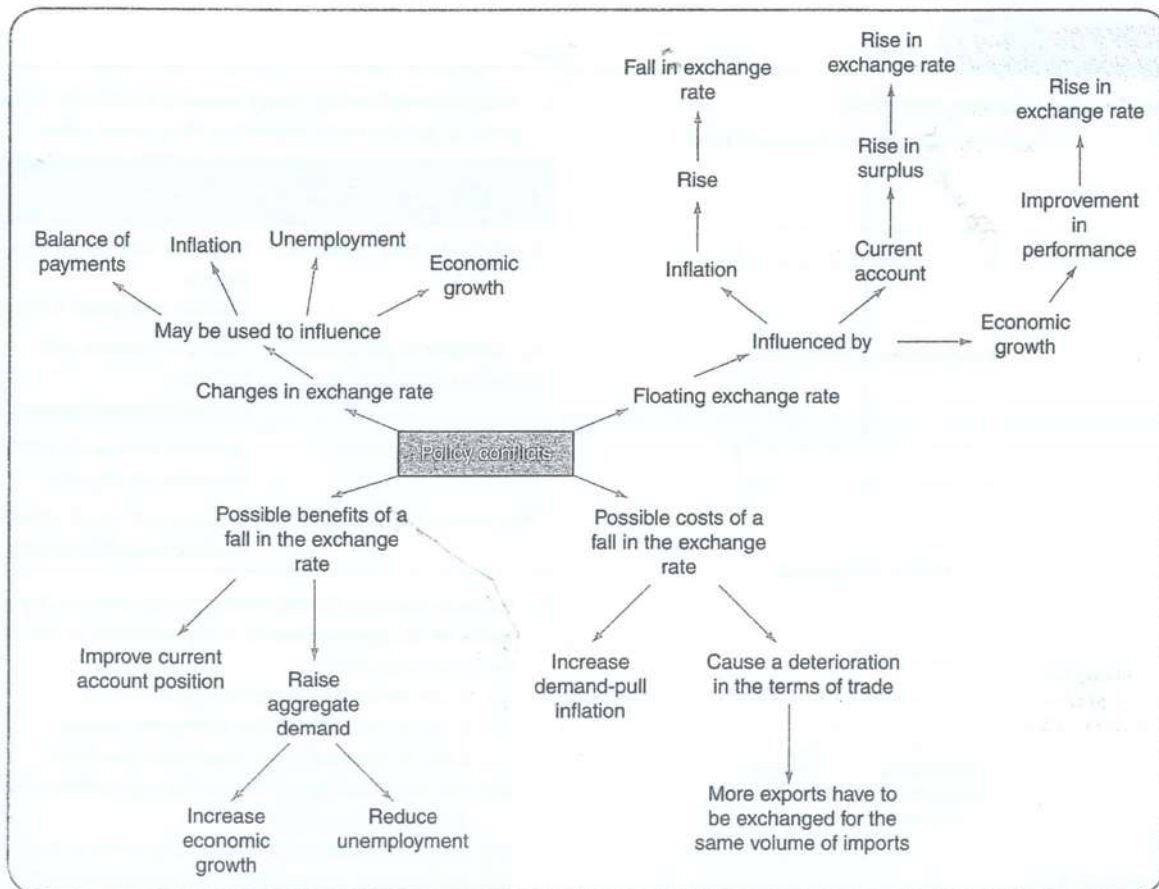 Fall in exchange
rate
Rise
Inflation
Rise in
exchange rate
Rise in
surplus
Current
account
Rise in
exchange rate
Improvement
in
performance
Economic
growth
Influenced by
Floating exchange rate
Balance of
payments
Inflation
Unemployment
Economic
growth
May be used to influence
Changes in exchange rate
Policy conflicts
Possible benefits of a
fall in the exchange
rate
Improve current
account position
Raise
aggregate
demand
Increase
economic
growth
Reduce
unemployment
Possible costs of a
fall in the exchange
rate
Increase
demand-pull
inflation
Cause a deterioration
in the terms of trade
More exports have to
be exchanged for the
same volume of imports